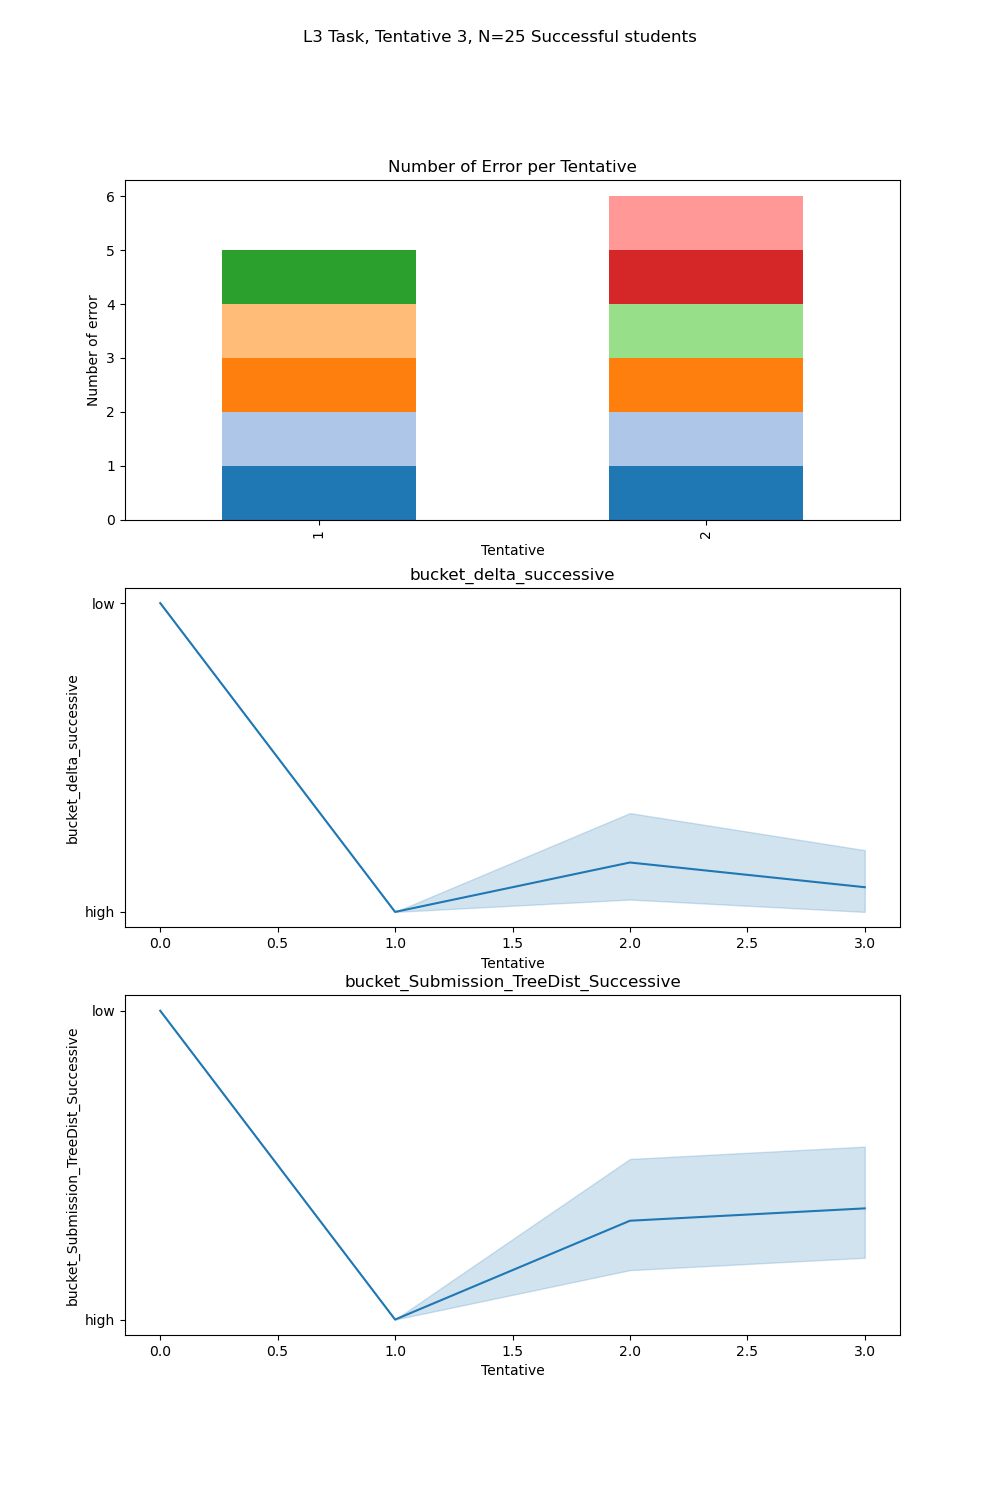 L3 Task, Tentative 3, N=25 Successful students
Number of Error per Tentative
6
5
4
3
2
1
0
Number of error
1
2
Tentative
bucket_delta_successive
low
high
bucket_delta_successive
0.0
0.5
1.0
1.5
2.0
2.5
3.0
Tentative
bucket_Submission_TreeDist_Successive
low
high
bucket_Submission_TreeDist_Successive
0.0
0.5
1.0
1.5
2.0
2.5
3.0
Tentative